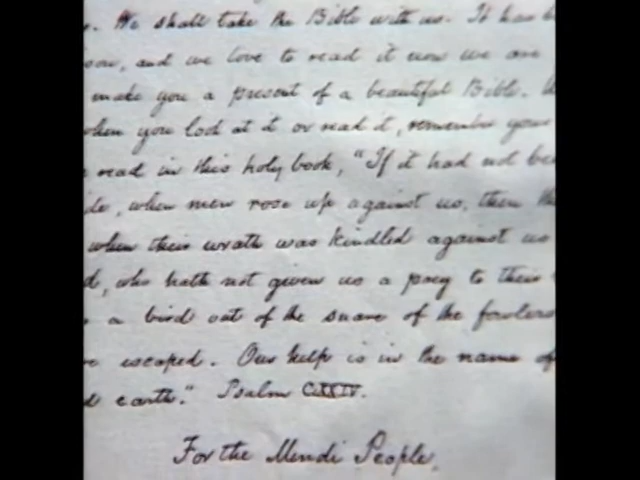 . We shall take the Bible with us. It has b
son, and we love to read it now we are
make you a present of a beautiful Bible.
when you look at it or read it, remember your
read in this holy book, "If it had not bee
ide, when men rose up against us, then th
when their wrath was kindled against us
d, who hath not given us a prey to their
a bird out of the snare of the fowlers
e escaped. Our help is in the name of
d earth." Psalm CXXIV.
For the Mendi People.